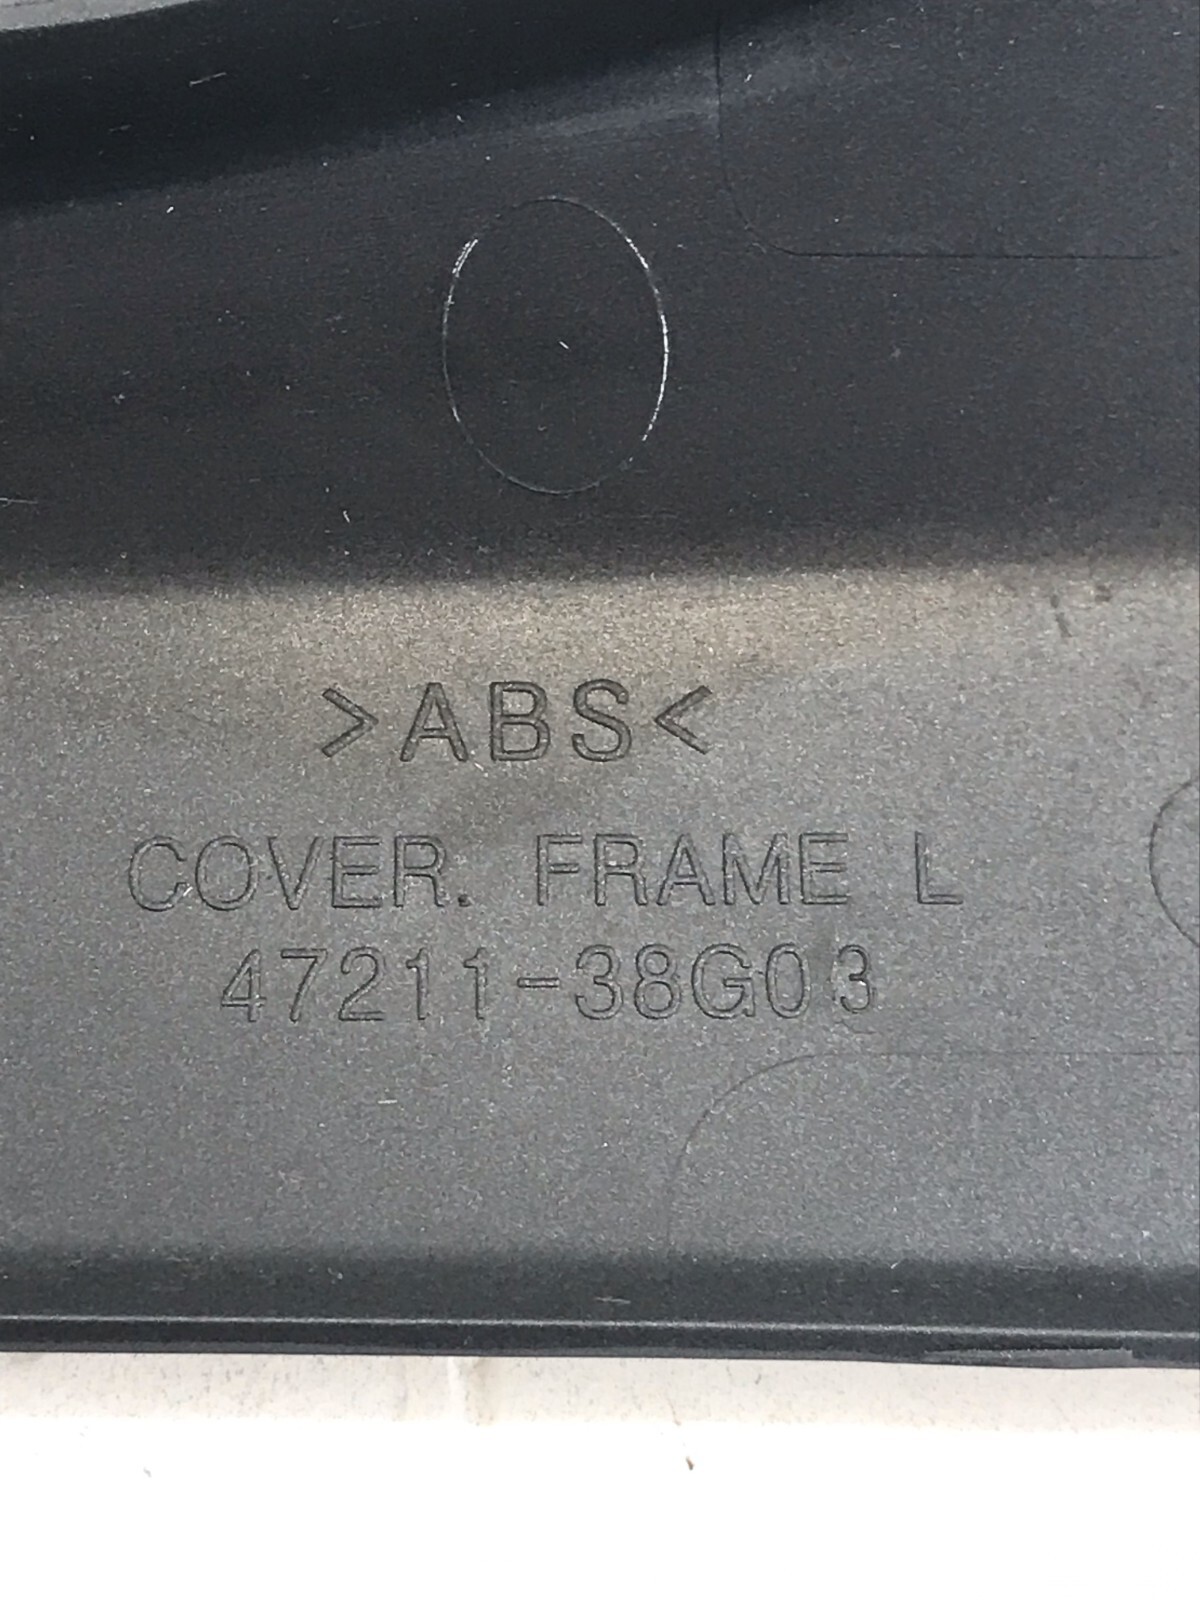 >ABS<
COVER. FRAME L
47211-38G03